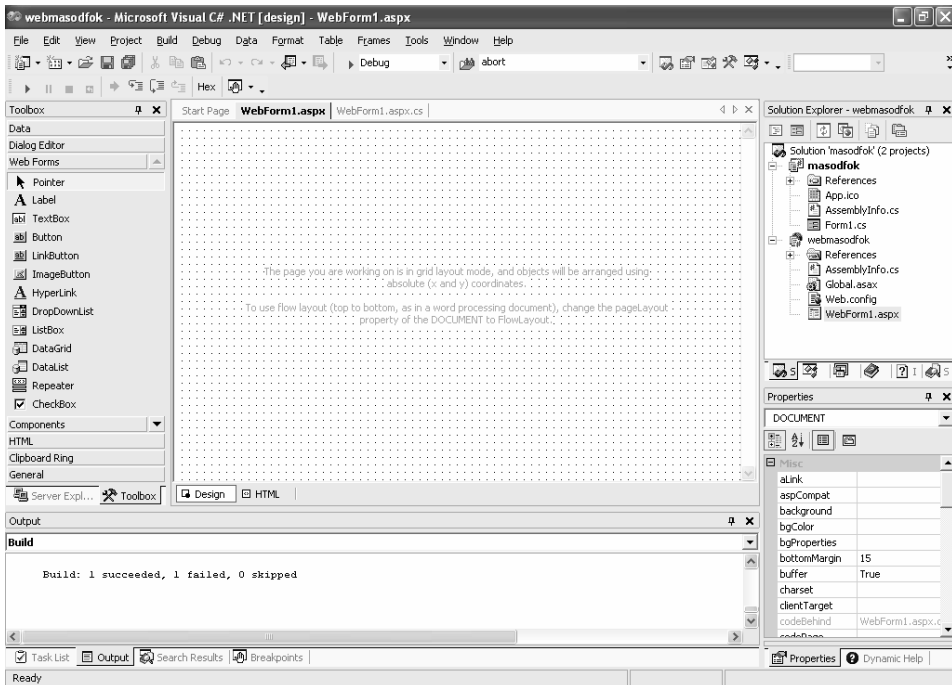 webmasodfok - Microsoft Visual C# .NET [design] - WebForm1.aspx
File Edit View Project Build Debug Data Format Table Frames Tools Window Help
Debug abort
Hex
Toolbox
Data
Dialog Editor
Web Forms
Pointer
Label
TextBox
Button
LinkButton
ImageButton
HyperLink
DropDownList
ListBox
DataGrid
DataList
Repeater
CheckBox
Components
HTML
Clipboard Ring
General
Server Expl... Toolbox
Start Page WebForm1.aspx WebForm1.aspx.cs
The page you are working on is in grid layout mode, and objects will be arranged using
absolute (x and y) coordinates.
To use flow layout (top to bottom, as in a word processing document), change the pageLayout
property of the DOCUMENT to FlowLayout.
Design HTML
Solution Explorer - webmasodfok
Solution 'masodfok' (2 projects)
masodfok
References
App.ico
AssemblyInfo.cs
Form1.cs
webmasodfok
References
AssemblyInfo.cs
Global.asax
Web.config
WebForm1.aspx
S I S
Properties
DOCUMENT
Misc
aLink
aspCompat
background
bgColor
bgProperties
bottomMargin 15
buffer True
charset
clientTarget
codeBehind WebForm1.aspx.c
codePage
Properties Dynamic Help
Output
Build
Build: 1 succeeded, 1 failed, 0 skipped
Task List Output Search Results Breakpoints
Ready